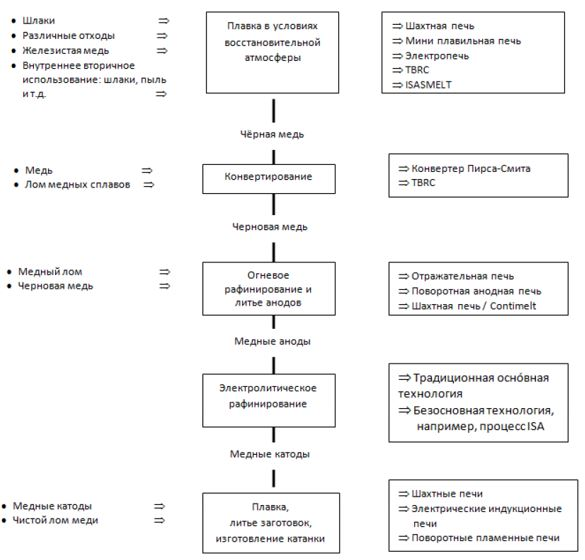 • Шлаки ⇒
• Различные отходы ⇒
• Железистая медь ⇒
• Внутреннее вторичное
использование: шлаки, пыль
и т.д. ⇒
Плавка в условиях
восстановительной
атмосферы
⇒ Шахтная печь
⇒ Мини плавильная печь
⇒ Электропечь
⇒ TBRC
⇒ ISASMELT
Чёрная медь
• Медь ⇒
• Лом медных сплавов ⇒
Конвертирование
⇒ Конвертер Пирса-Смита
⇒ TBRC
Черновая медь
• Медный лом ⇒
• Черновая медь ⇒
Огневое
рафинирование и
литье анодов
⇒ Отражательная печь
⇒ Поворотная анодная печь
⇒ Шахтная печь / Contimelt
Медные аноды
Электролитическое
рафинирование
⇒ Традиционная осно́вная
технология
⇒ Безосновная технология,
например, процесс ISA
Медные катоды
• Медные катоды ⇒
• Чистой лом меди ⇒
Плавка,
литье заготовок,
изготовление катанки
⇒ Шахтные печи
⇒ Электрические индукционные
печи
⇒ Поворотные пламенные печи